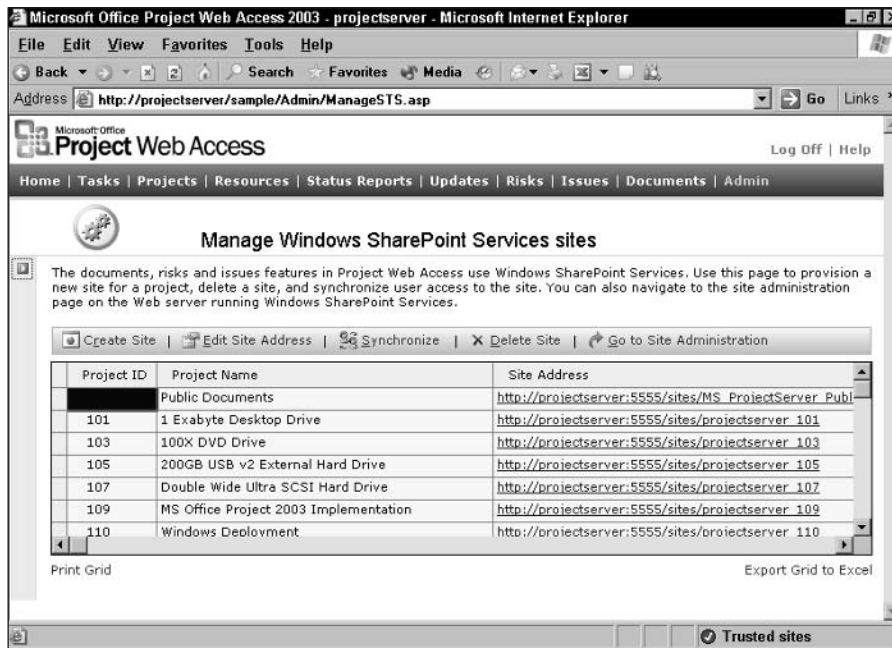 Microsoft Office Project Web Access 2003 - projectserver - Microsoft Internet Explorer
File Edit View Favorites Tools Help
Back Search Favorites Media
Address http://projectserver/sample/Admin/ManageSTS.asp Go Links
Microsoft Office
Project Web Access
Log Off | Help
Home | Tasks | Projects | Resources | Status Reports | Updates | Risks | Issues | Documents | Admin
Manage Windows SharePoint Services sites
The documents, risks and issues features in Project Web Access use Windows SharePoint Services. Use this page to provision a
new site for a project, delete a site, and synchronize user access to the site. You can also navigate to the site administration
page on the Web server running Windows SharePoint Services.
Create Site | Edit Site Address | Synchronize | Delete Site | Go to Site Administration
Project ID Project Name Site Address
Public Documents http://projectserver:5555/sites/MS_ProjectServer_Publ
101 1 Exabyte Desktop Drive http://projectserver:5555/sites/projectserver_101
103 100X DVD Drive http://projectserver:5555/sites/projectserver_103
105 200GB USB v2 External Hard Drive http://projectserver:5555/sites/projectserver_105
107 Double Wide Ultra SCSI Hard Drive http://projectserver:5555/sites/projectserver_107
109 MS Office Project 2003 Implementation http://projectserver:5555/sites/projectserver_109
110 Windows Deployment http://projectserver:5555/sites/projectserver_110
Print Grid Export Grid to Excel
Trusted sites